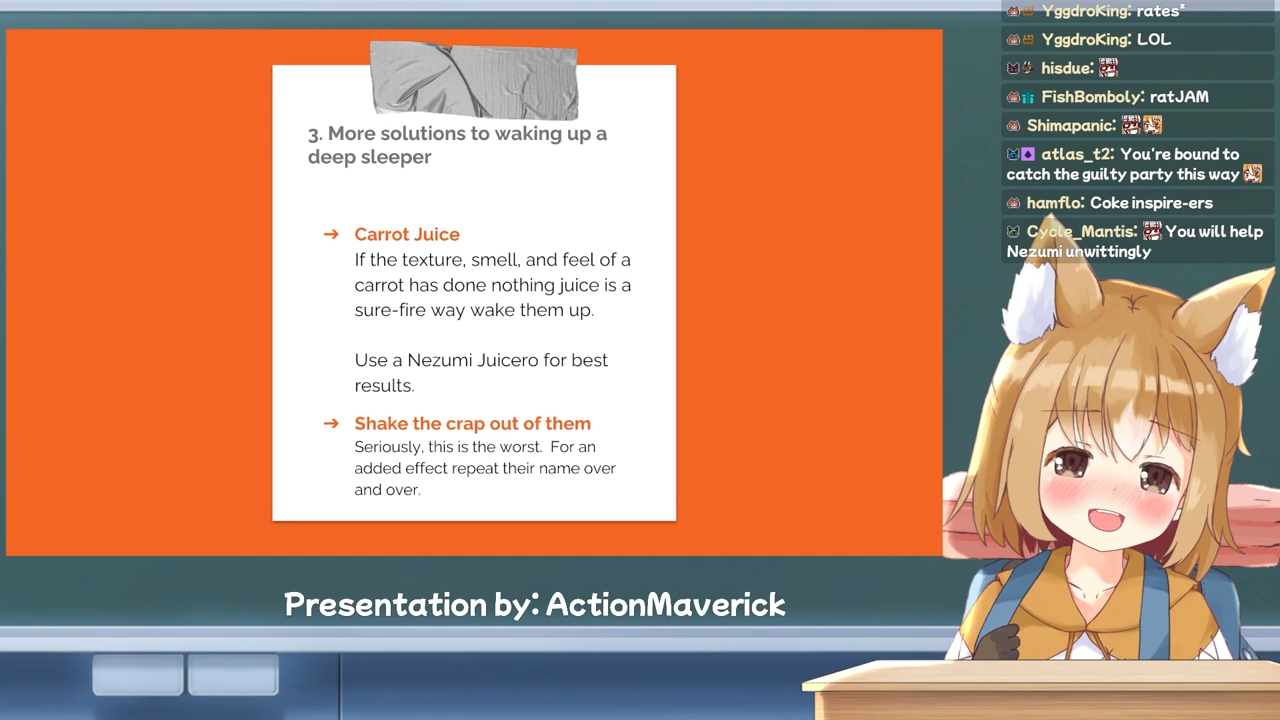 3. More solutions to waking up a
deep sleeper
➔ Carrot Juice
If the texture, smell, and feel of a
carrot has done nothing juice is a
sure-fire way wake them up.
Use a Nezumi Juicero for best
results.
➔ Shake the crap out of them
Seriously, this is the worst.  For an
added effect repeat their name over
and over.
Presentation by: ActionMaverick
YggdroKing: rates*
YggdroKing: LOL
hisdue:
FishBomboly: ratJAM
Shimapanic:
atlas_t2: You're bound to
catch the guilty party this way
hamflo: Coke inspire-ers
Cycle_Mantis: You will help
Nezumi unwittingly